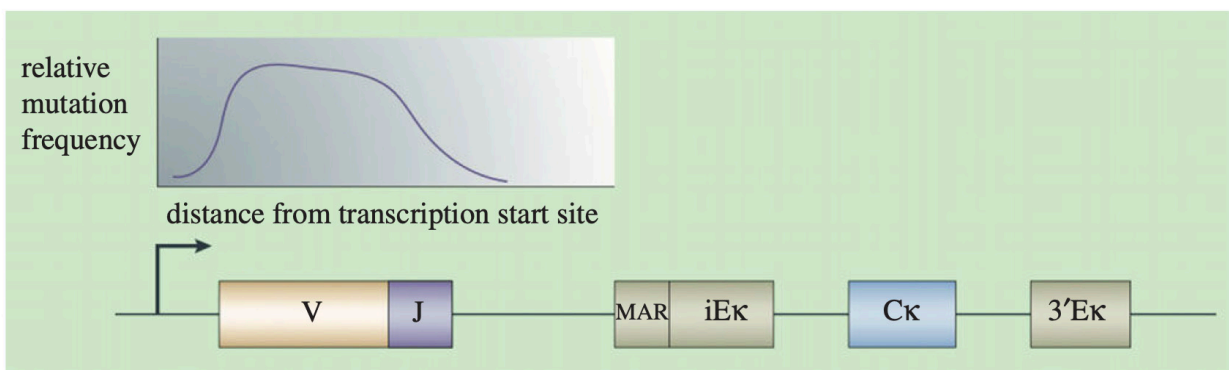 relative
mutation
frequency
distance from transcription start site
V J MAR iEκ Cκ 3′Eκ